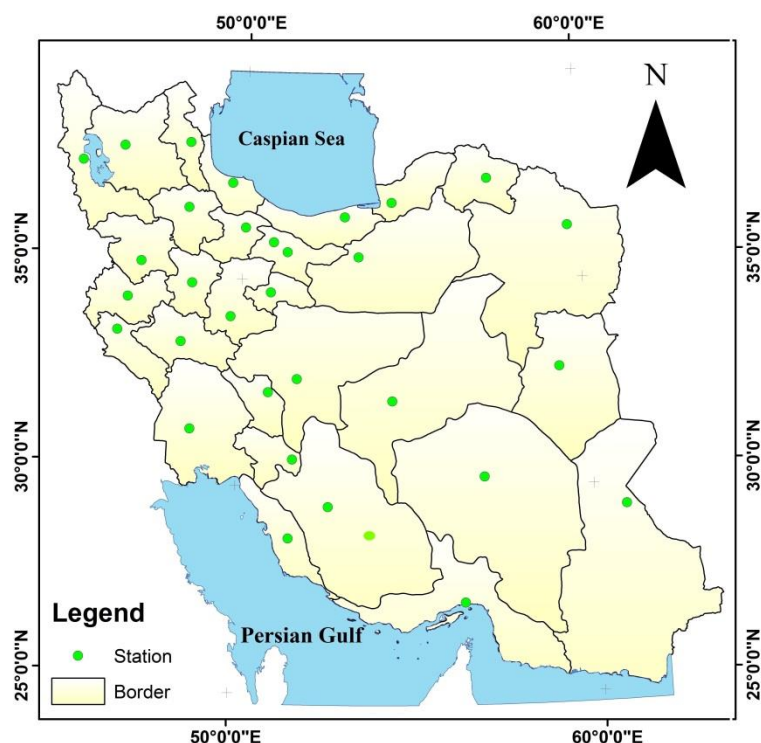 50°0'0"E 60°0'0"E
N
Caspian Sea
35°0'0"N 35°0'0"N
30°0'0"N 30°0'0"N
Legend
Persian Gulf
Station
Border
25°0'0"N 25°0'0"N
50°0'0"E 60°0'0"E